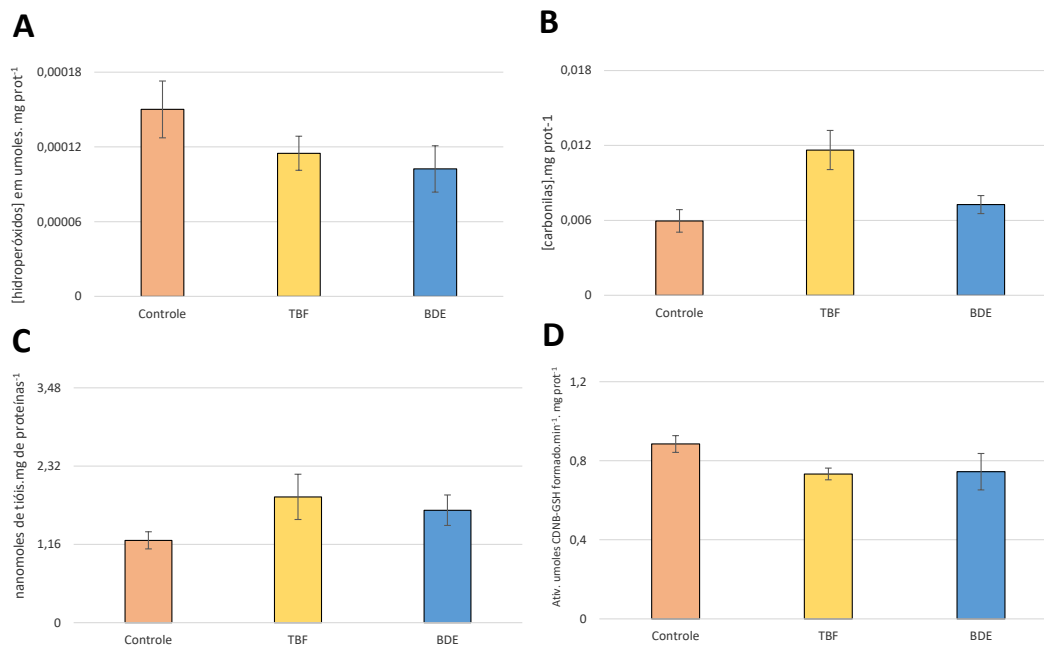 A
[hidroperóxidos] em umoles. mg prot⁻¹
0,00018
0,00012
0,00006
0
Controle TBF BDE
B
[carbonilas].mg prot-1
0,018
0,012
0,006
0
Controle TBF BDE
C
nanomoles de tióis.mg de proteínas⁻¹
3,48
2,32
1,16
0
Controle TBF BDE
D
Ativ. umoles CDNB-GSH formado.min⁻¹. mg prot⁻¹
1,2
0,8
0,4
0
Controle TBF BDE